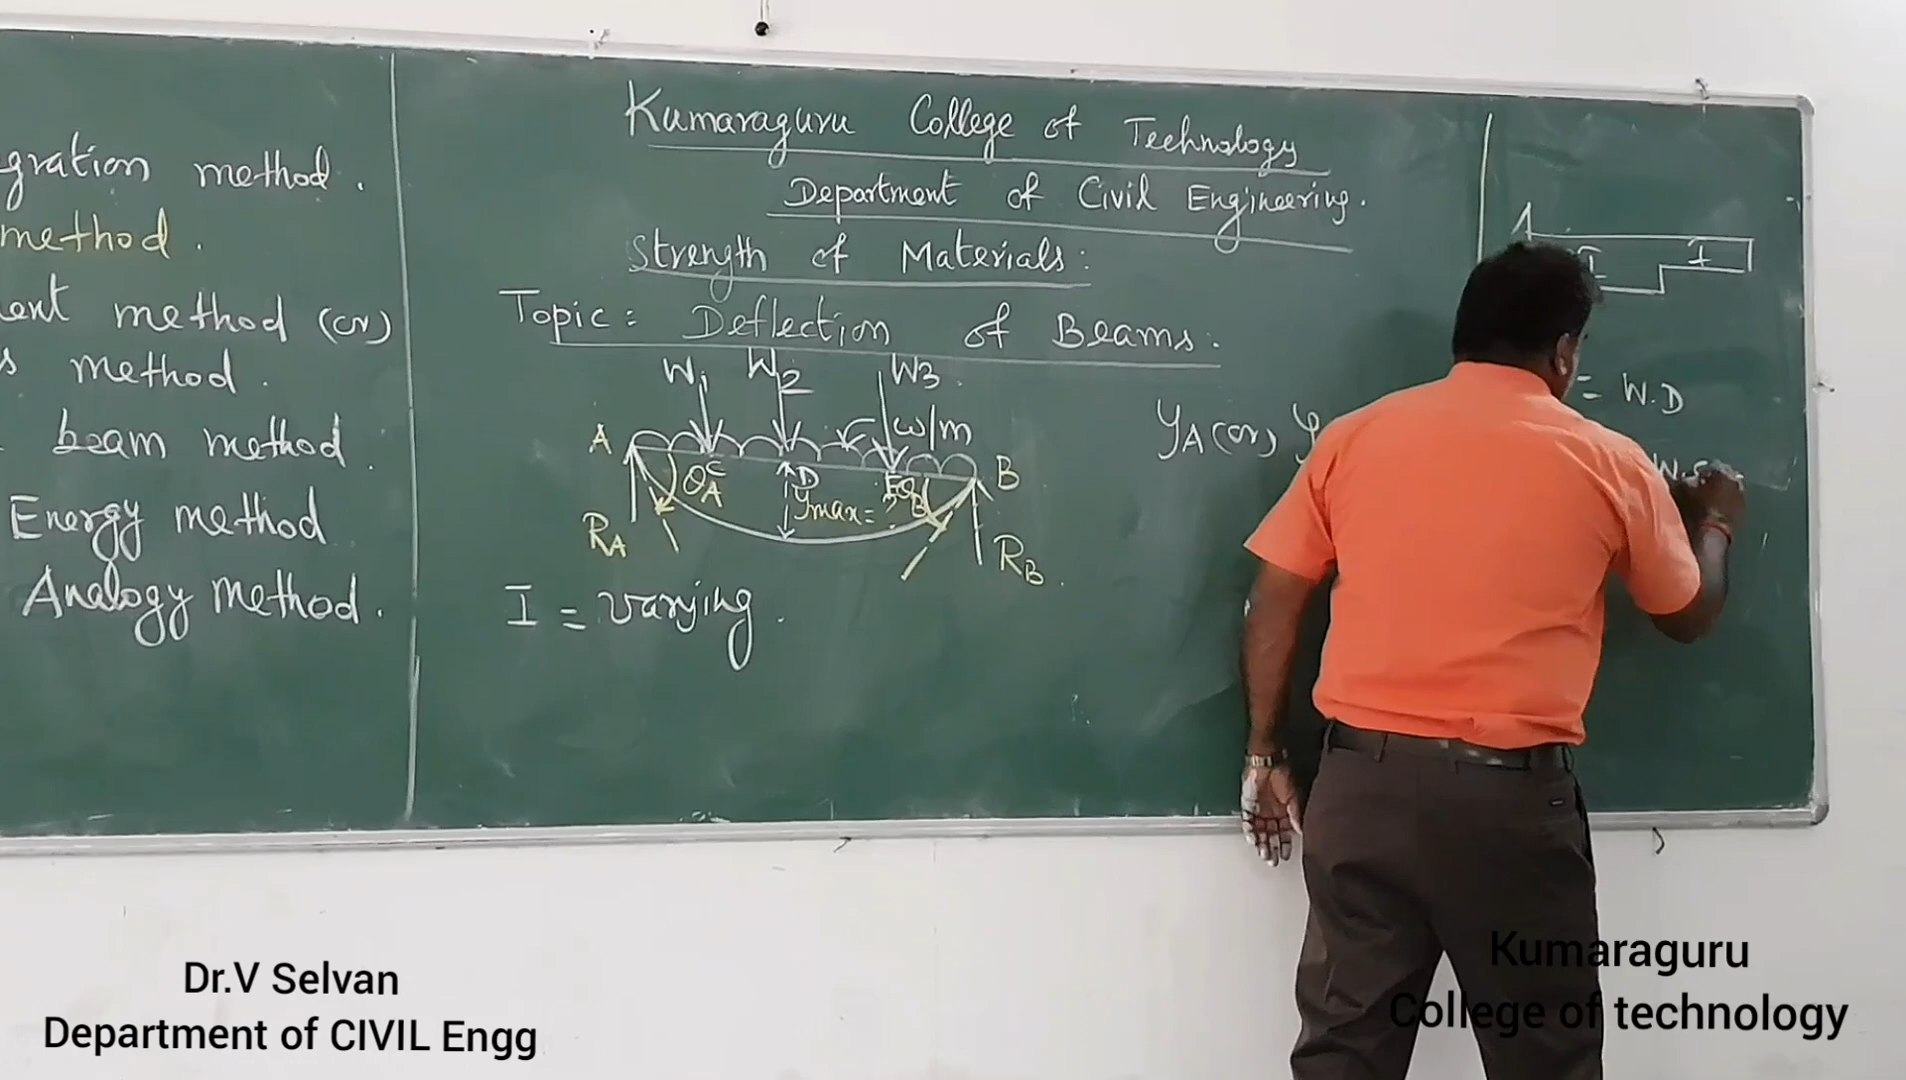 gration method.
method.
ent method (or)
s method.
beam method.
Energy method
Analogy Method.
Kumaraguru College of Technology
Department of Civil Engineering.
Strength of Materials:
Topic: Deflection of Beams:
W1 W2 W3
w/m
A θA C D E θB B
ymax = ?
RA RB.
I = varying.
yA (or) y
A
I I
= W.D
Dr.V Selvan
Department of CIVIL Engg
Kumaraguru
College of technology